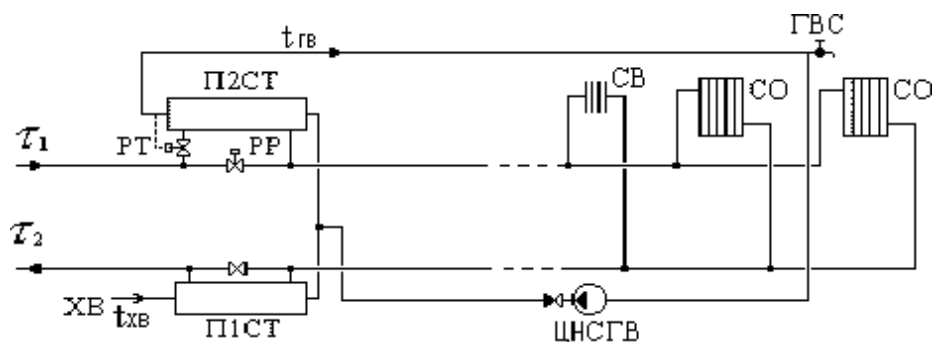 ГВС
tГВ
П2СТ
СВ
СО
СО
τ1
РТ
РР
τ2
ХВ
tХВ
П1СТ
ЦНСГВ